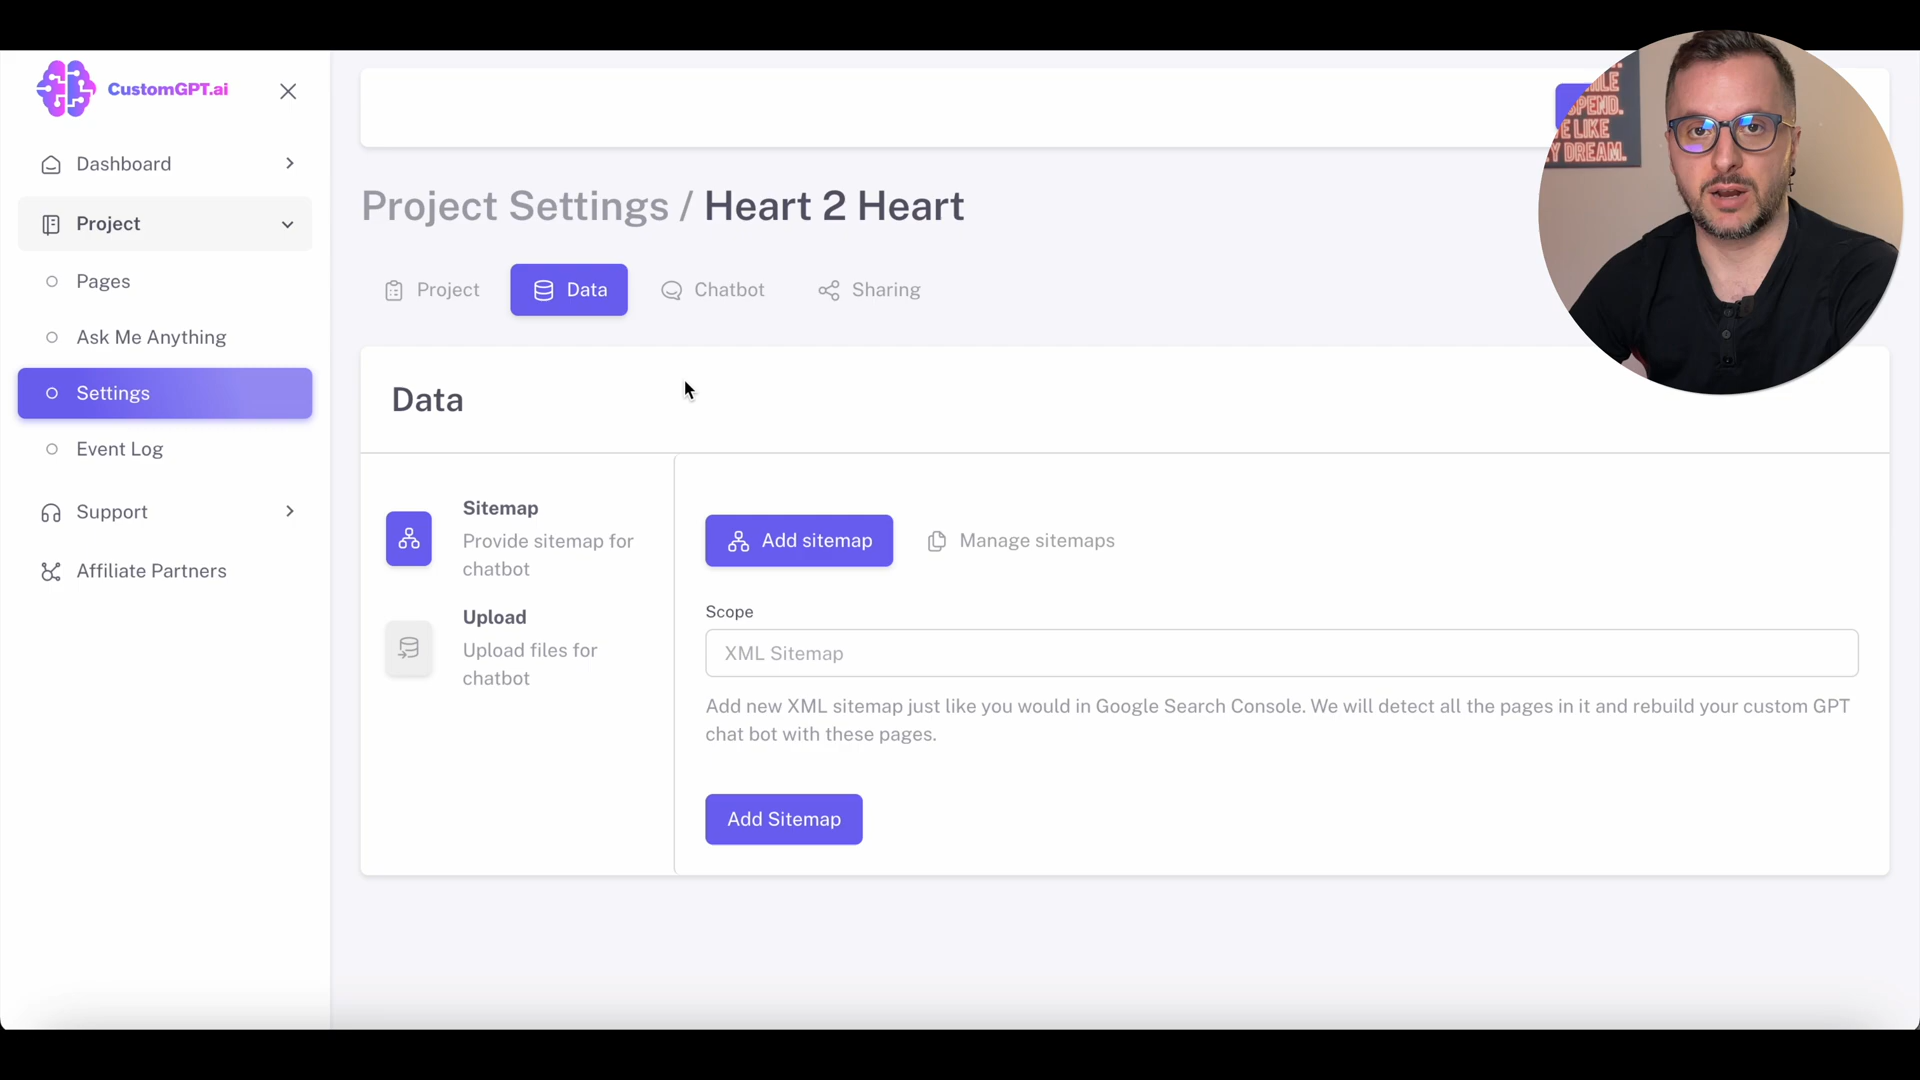 CustomGPT.ai
Dashboard
Project
Pages
Ask Me Anything
Settings
Event Log
Support
Affiliate Partners
Project Settings / Heart 2 Heart
Project
Data
Chatbot
Sharing
Data
Sitemap
Provide sitemap for
chatbot
Upload
Upload files for
chatbot
Add sitemap
Manage sitemaps
Scope
XML Sitemap
Add new XML sitemap just like you would in Google Search Console. We will detect all the pages in it and rebuild your custom GPT
chat bot with these pages.
Add Sitemap
SPEND.
LIKE
DREAM.